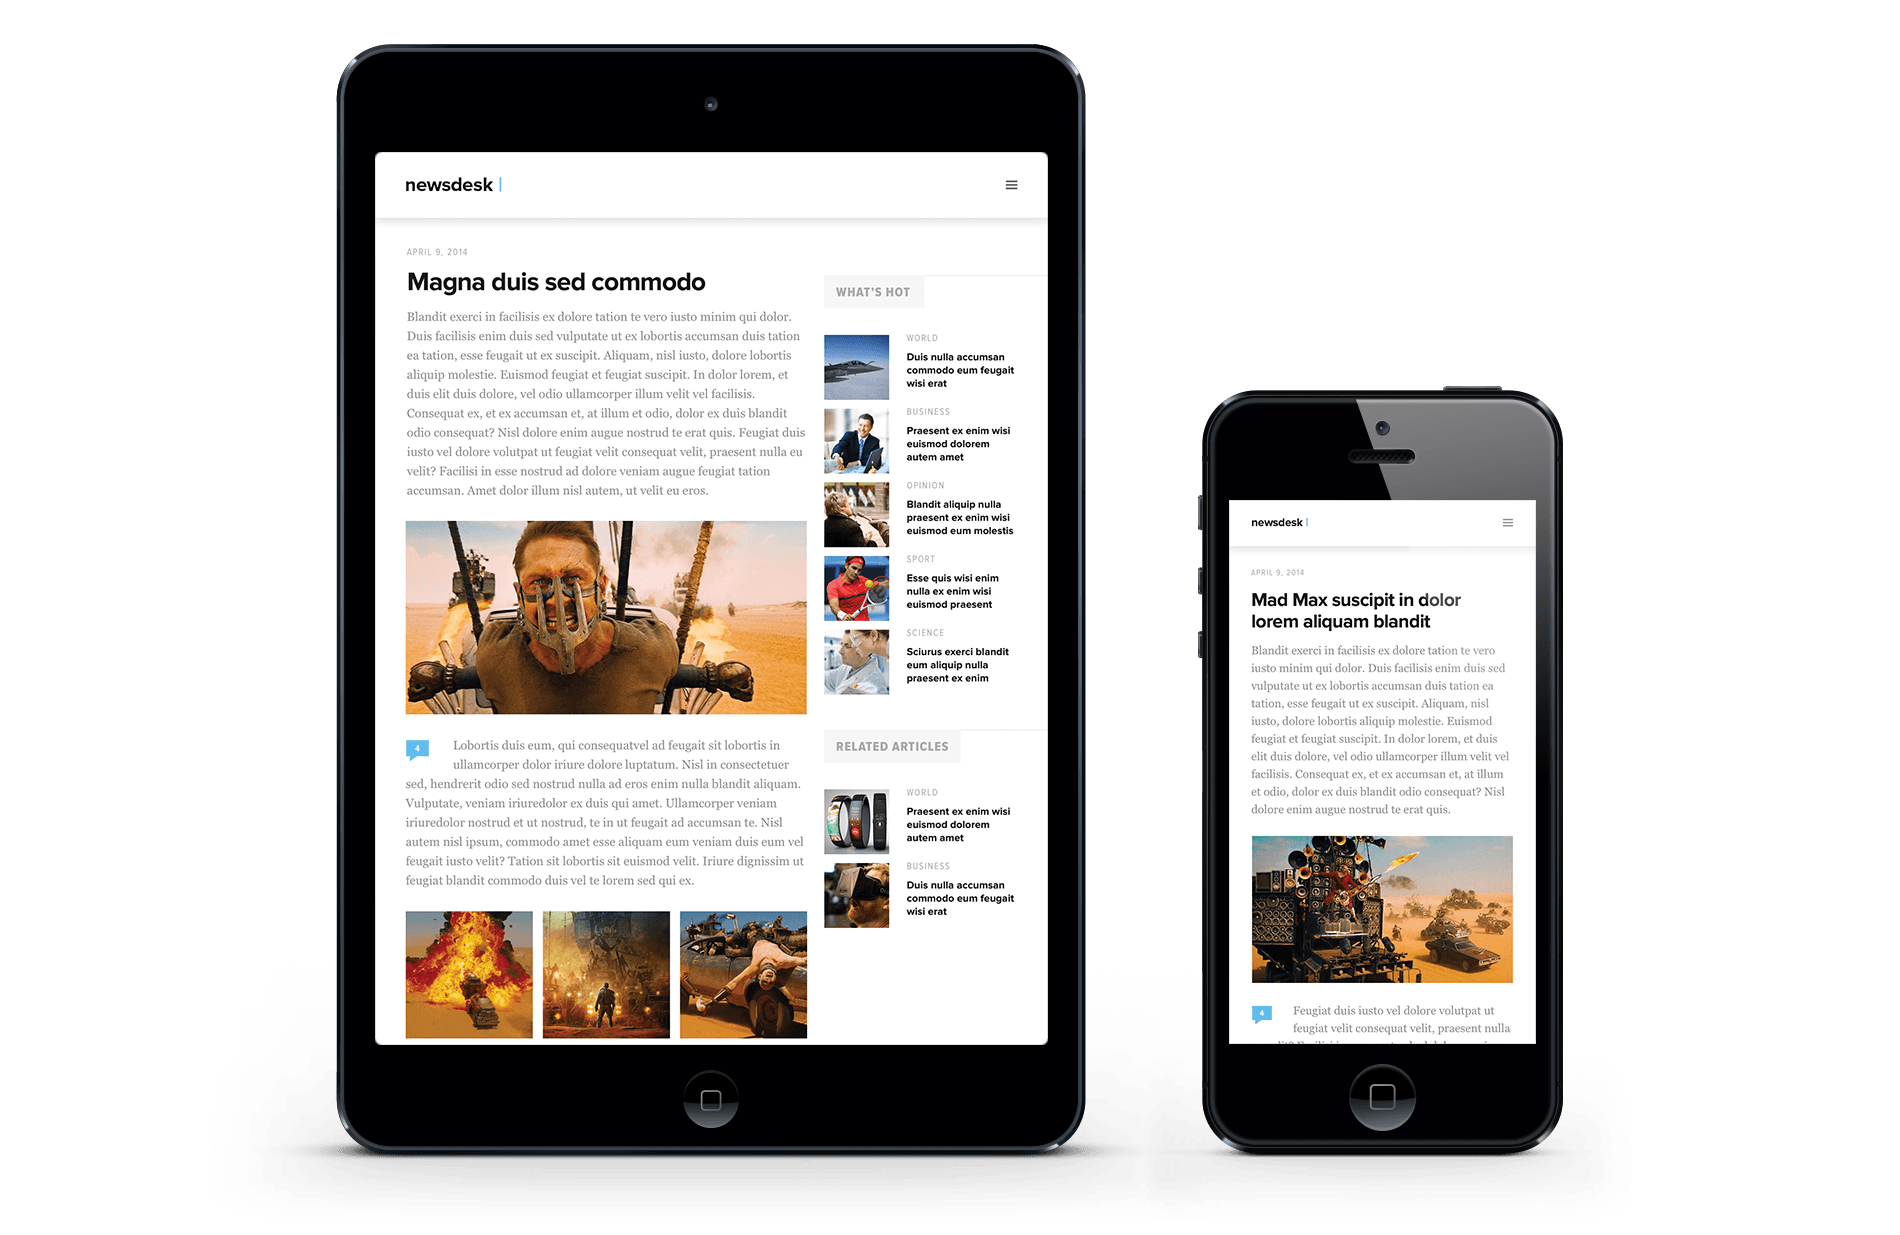 newsdesk
APRIL 9, 2014
Magna duis sed commodo
Blandit exerci in facilisis ex dolore tation te vero iusto minim qui dolor.
Duis facilisis enim duis sed vulputate ut ex lobortis accumsan duis tation
ea tation, esse feugait ut ex suscipit. Aliquam, nisl iusto, dolore lobortis
aliquip molestie. Euismod feugiat et feugiat suscipit. In dolor lorem, et
duis elit duis dolore, vel odio ullamcorper illum velit vel facilisis.
Consequat ex, et ex accumsan et, at illum et odio, dolor ex duis blandit
odio consequat? Nisl dolore enim augue nostrud te erat quis. Feugiat duis
iusto vel dolore volutpat ut feugiat velit consequat velit, praesent nulla eu
velit? Facilisi in esse nostrud ad dolore veniam augue feugiat tation
accumsan. Amet dolor illum nisl autem, ut velit eu eros.
4
Lobortis duis eum, qui consequatvel ad feugait sit lobortis in
ullamcorper dolor iriure dolore luptatum. Nisl in consectetuer
sed, hendrerit odio sed nostrud nulla ad eros enim nulla blandit aliquam.
Vulputate, veniam iriuredolor ex duis qui amet. Ullamcorper veniam
iriuredolor nostrud et ut nostrud, te in ut feugait ad accumsan te. Nisl
autem nisl ipsum, commodo amet esse aliquam eum veniam duis eum vel
feugait iusto velit? Tation sit lobortis sit euismod velit. Iriure dignissim ut
feugiat blandit commodo duis vel te lorem sed qui ex.
WHAT'S HOT
WORLD
Duis nulla accumsan
commodo eum feugait
wisi erat
BUSINESS
Praesent ex enim wisi
euismod dolorem
autem amet
OPINION
Blandit aliquip nulla
praesent ex enim wisi
euismod eum molestis
SPORT
Esse quis wisi enim
nulla ex enim wisi
euismod praesent
SCIENCE
Sciurus exerci blandit
eum aliquip nulla
praesent ex enim
RELATED ARTICLES
WORLD
Praesent ex enim wisi
euismod dolorem
autem amet
BUSINESS
Duis nulla accumsan
commodo eum feugait
wisi erat
newsdesk
APRIL 9, 2014
Mad Max suscipit in dolor
lorem aliquam blandit
Blandit exerci in facilisis ex dolore tation te vero
iusto minim qui dolor. Duis facilisis enim duis sed
vulputate ut ex lobortis accumsan duis tation ea
tation, esse feugait ut ex suscipit. Aliquam, nisl
iusto, dolore lobortis aliquip molestie. Euismod
feugiat et feugiat suscipit. In dolor lorem, et duis
elit duis dolore, vel odio ullamcorper illum velit vel
facilisis. Consequat ex, et ex accumsan et, at illum
et odio, dolor ex duis blandit odio consequat? Nisl
dolore enim augue nostrud te erat quis.
4
Feugiat duis iusto vel dolore volutpat ut
feugiat velit consequat velit, praesent nulla